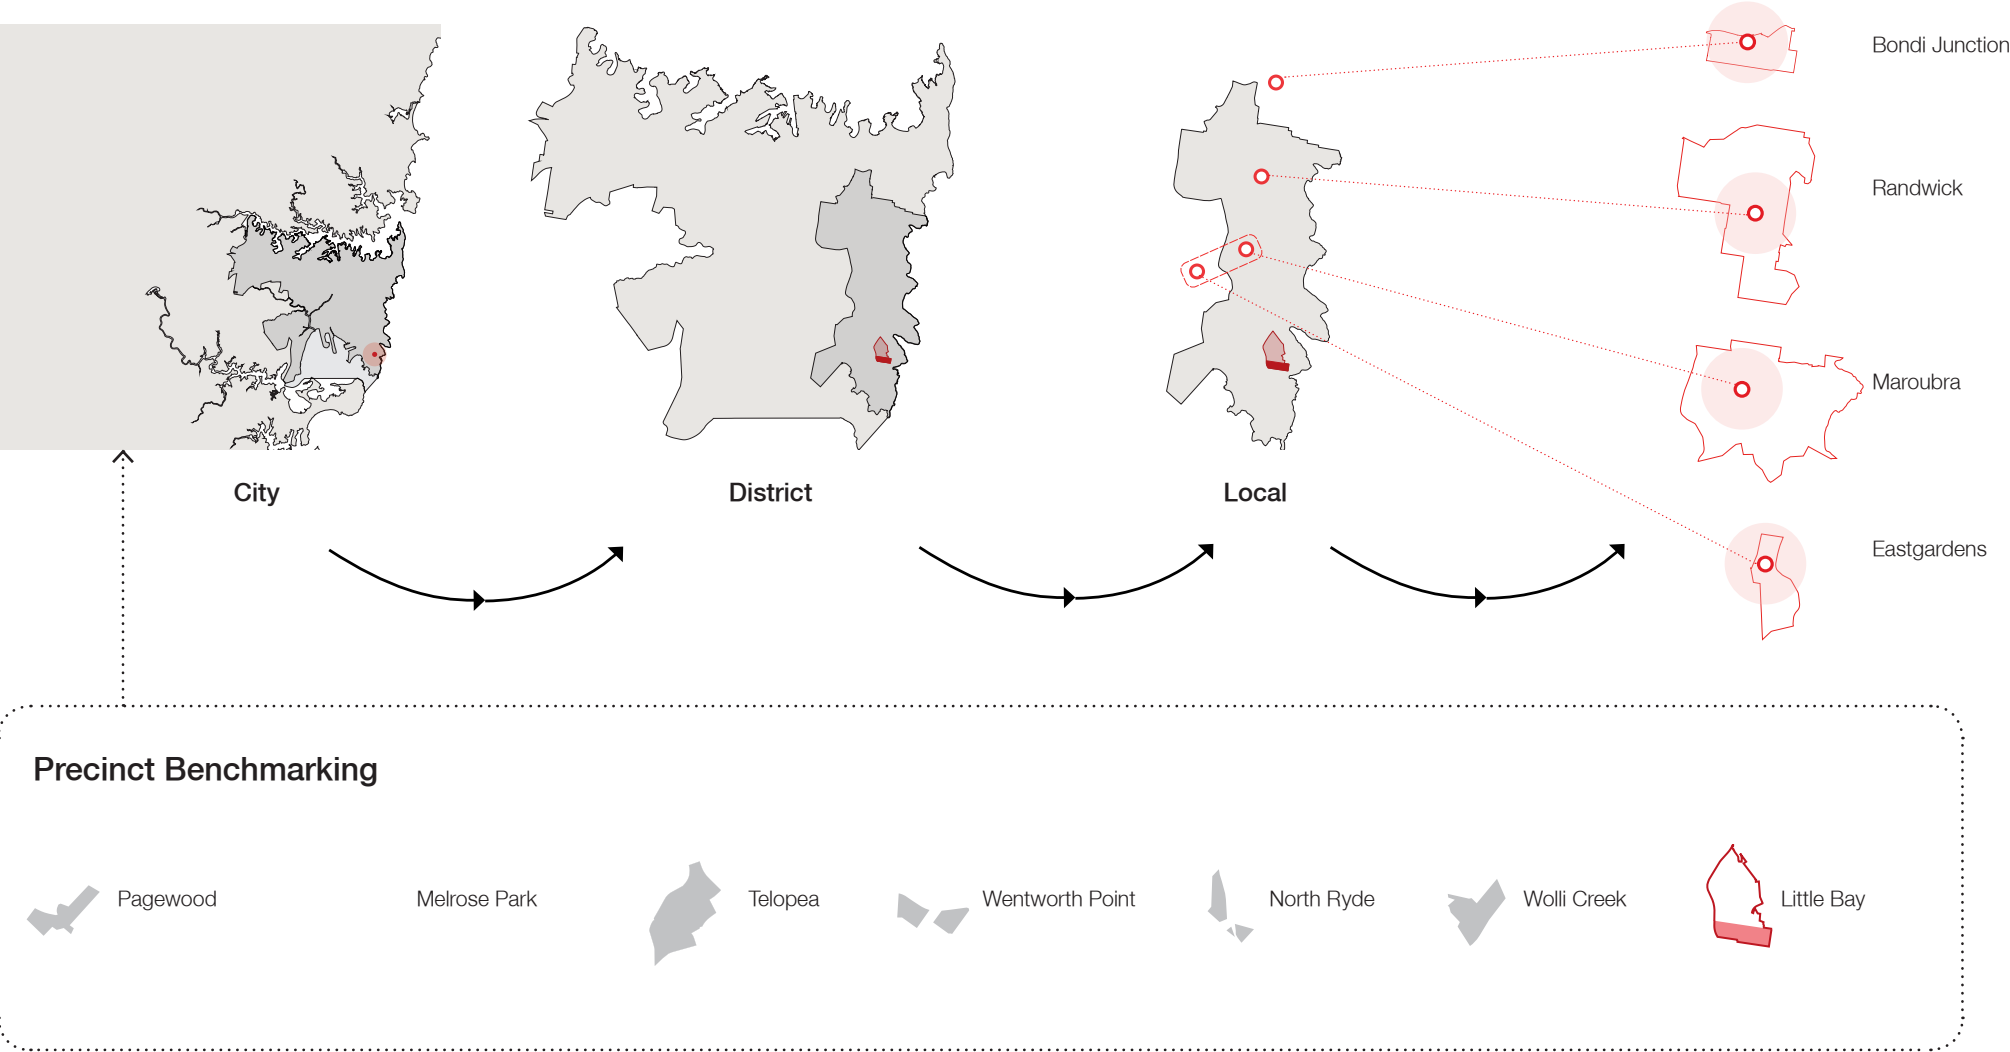 Bondi Junction
Randwick
Maroubra
Eastgardens
City
District
Local
Precinct Benchmarking
Pagewood
Melrose Park
Telopea
Wentworth Point
North Ryde
Wolli Creek
Little Bay